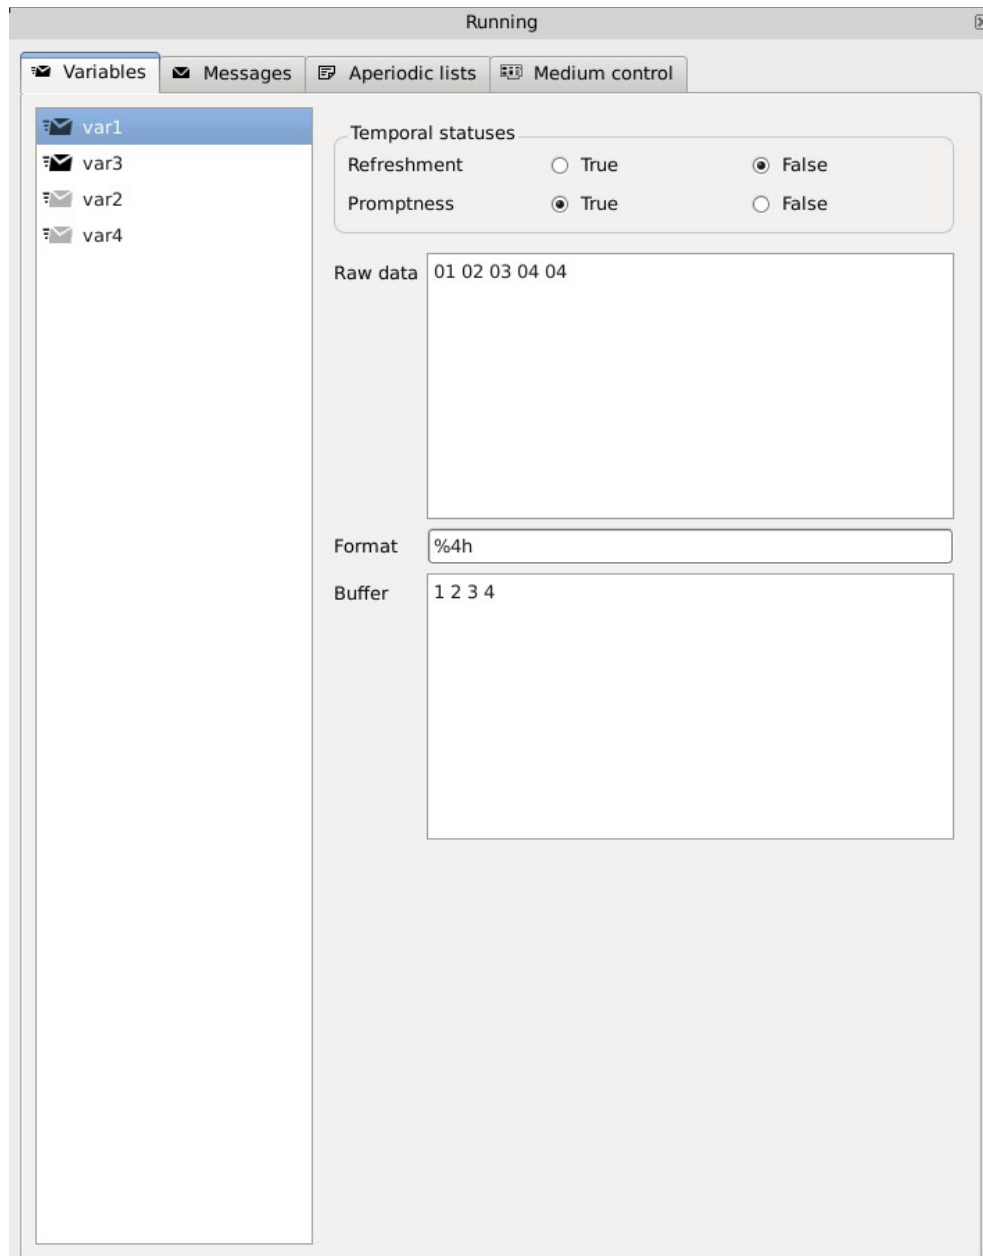 Running
Variables Messages Aperiodic lists Medium control
var1
var3
var2
var4
Temporal statuses
Refreshment True False
Promptness True False
Raw data 01 02 03 04 04
Format %4h
Buffer 1 2 3 4